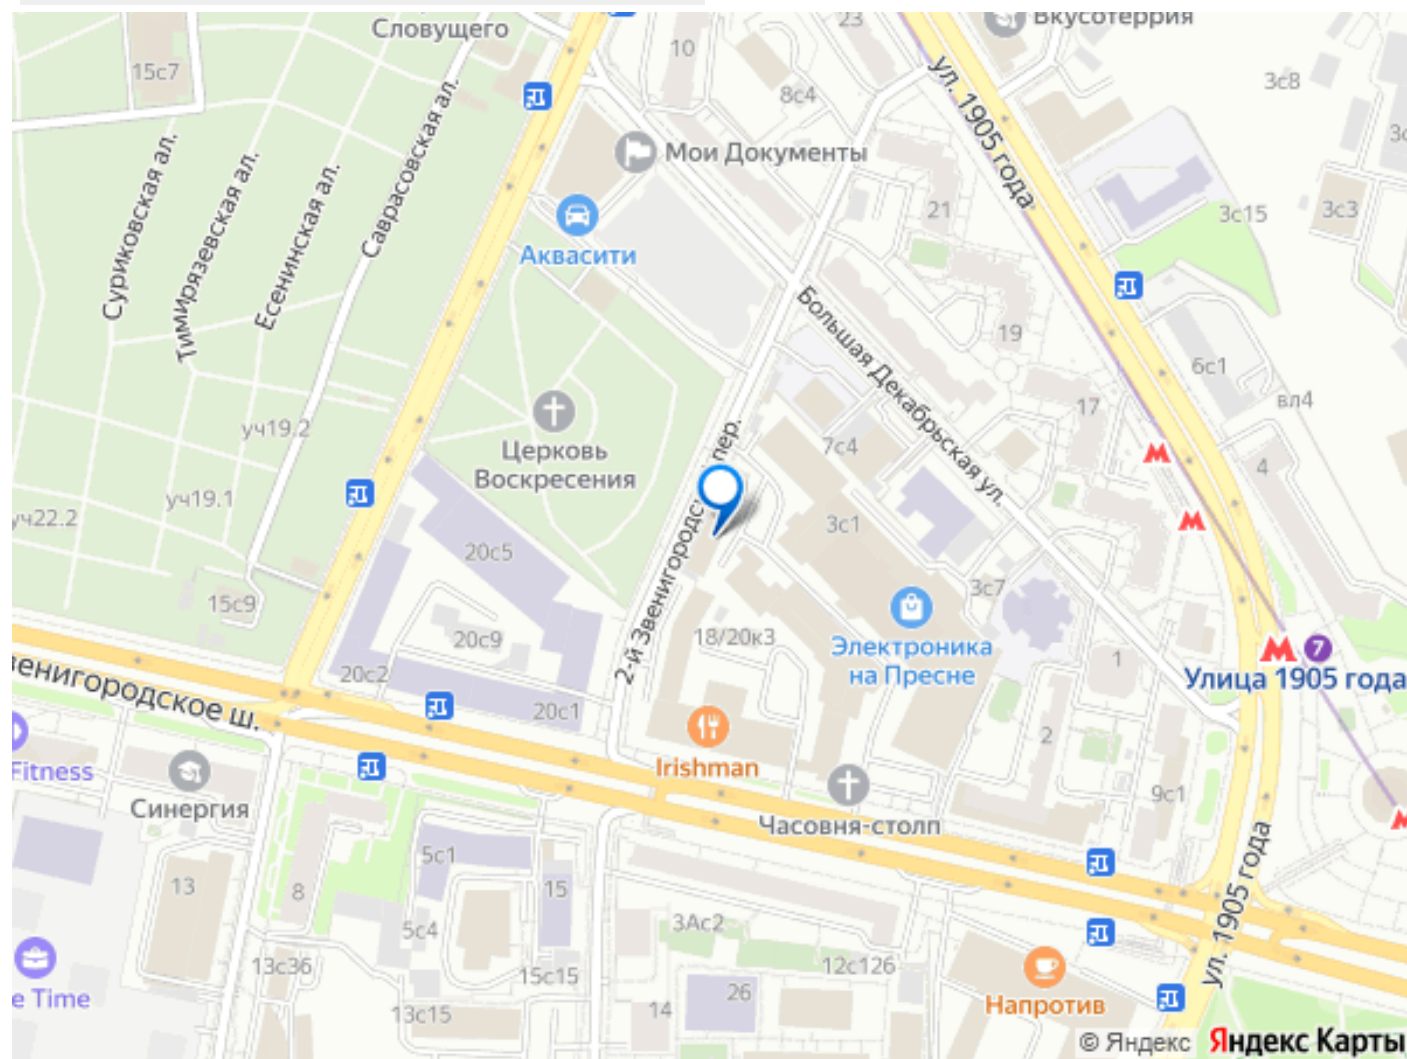 Словущего
15с7
10
23
Вкусотеррия
8с4
3с8
ул. 1905 года
Мои Документы
Саврасовская ал.
Суриковская ал.
Тимирязевская ал.
Есенинская ал.
21
3с15
3с3
Аквасити
19
Большая Декабрьская ул.
6с1
вл4
17
уч19.2
Церковь
Воскресения
пер.
7с4
4
уч19.1
уч22.2
20с5
3с1
2-й Звенигородс
15с9
3с7
20с9
18/20к3
Электроника
на Пресне
1
7
Улица 1905 года
20с2
20с1
венигородское ш.
2
Irishman
Fitness
Синергия
9с1
Часовня-столп
5с1
15
13
8
3Ас2
5с4
ул. 1905 года
13с36
15с15
12с126
26
14
e Time
13с15
Напротив
© Яндекс Яндекс Карты